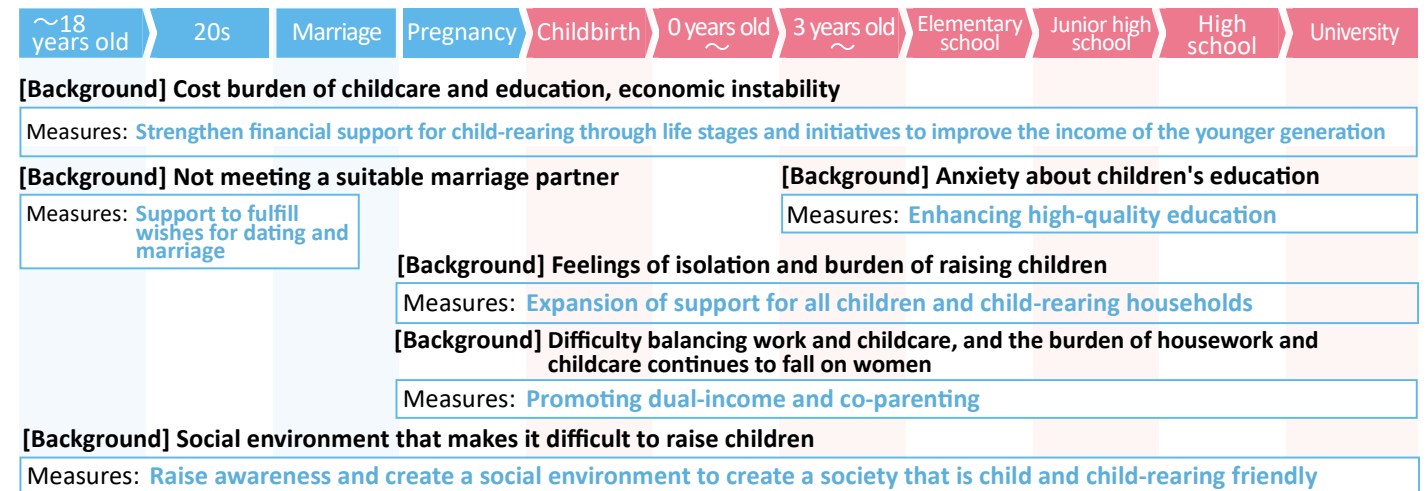 ～18
years old
20s
Marriage
Pregnancy
Childbirth
0 years old
～
3 years old
～
Elementary
school
Junior high
school
High
school
University
[Background] Cost burden of childcare and education, economic instability
Measures: Strengthen financial support for child-rearing through life stages and initiatives to improve the income of the younger generation
[Background] Not meeting a suitable marriage partner
Measures: Support to fulfill
wishes for dating and
marriage
[Background] Anxiety about children's education
Measures: Enhancing high-quality education
[Background] Feelings of isolation and burden of raising children
Measures: Expansion of support for all children and child-rearing households
[Background] Difficulty balancing work and childcare, and the burden of housework and
childcare continues to fall on women
Measures: Promoting dual-income and co-parenting
[Background] Social environment that makes it difficult to raise children
Measures: Raise awareness and create a social environment to create a society that is child and child-rearing friendly